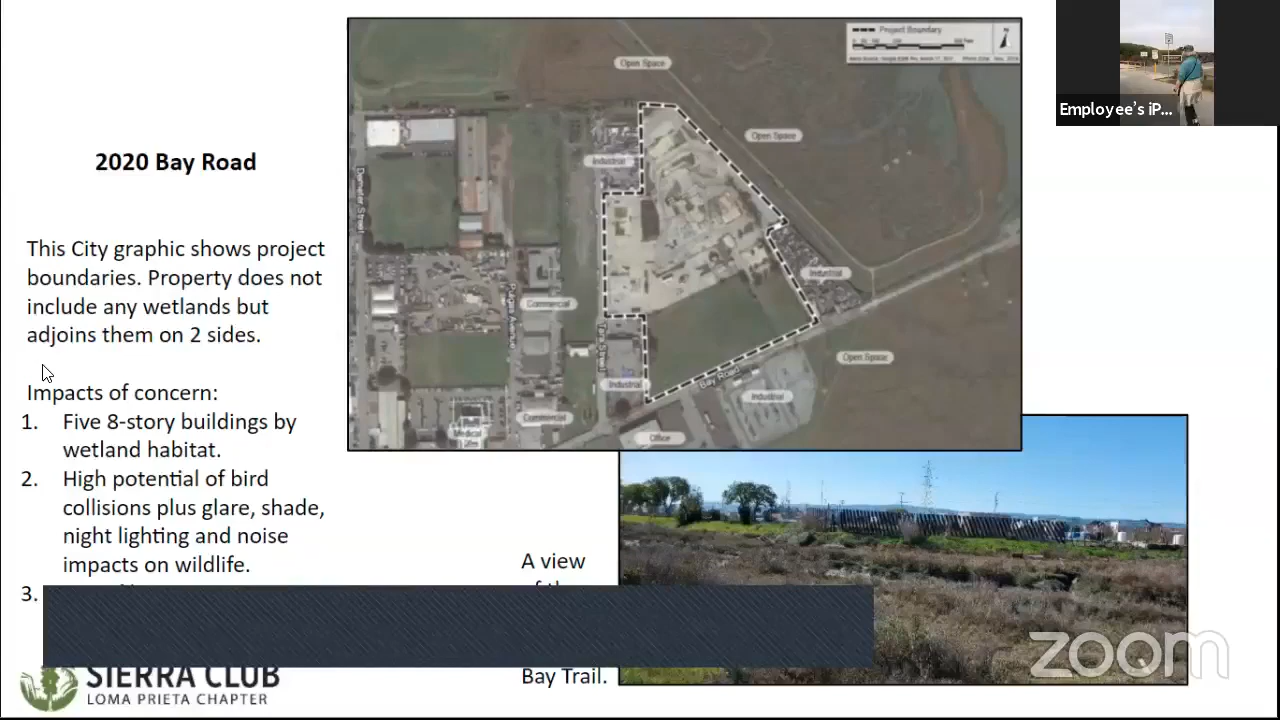 2020 Bay Road
This City graphic shows project
boundaries. Property does not
include any wetlands but
adjoins them on 2 sides.
Impacts of concern:
1. Five 8-story buildings by
wetland habitat.
2. High potential of bird
collisions plus glare, shade,
night lighting and noise
impacts on wildlife.
3.
SIERRA CLUB
LOMA PRIETA CHAPTER
Project Boundary
N
Open Space
Open Space
Industrial
Demeter Street
Industrial
Commercial
Pulgas Avenue
Tara Street
Open Space
Industrial
Bay Road
Industrial
Commercial
Medical
Office
Office
A view
Bay Trail.
Employee's iP...
zoom